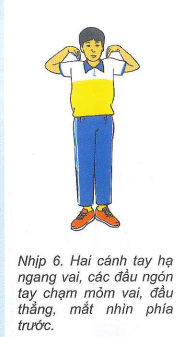 Nhịp 6. Hai cánh tay hạ
ngang vai, các đầu ngón
tay chạm mỏm vai, đầu
thẳng, mắt nhìn phía
trước.